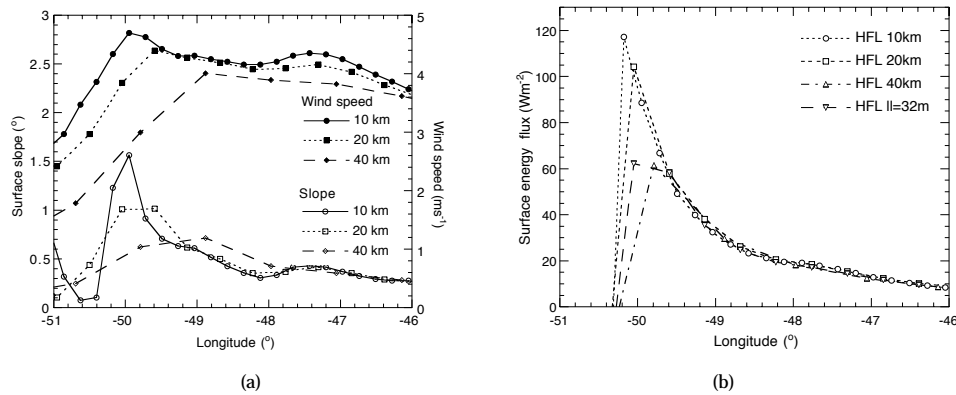 3
2.5
2
1.5
1
0.5
0
Surface slope (°)
Wind speed
10 km
20 km
40 km
Slope
10 km
20 km
40 km
5
4
3
2
1
0
Wind speed (ms⁻¹)
-51 -50 -49 -48 -47 -46
Longitude (°)
(a)
120
100
80
60
40
20
0
Surface energy flux (Wm⁻²)
HFL 10km
HFL 20km
HFL 40km
HFL ll=32m
-51 -50 -49 -48 -47 -46
Longitude (°)
(b)